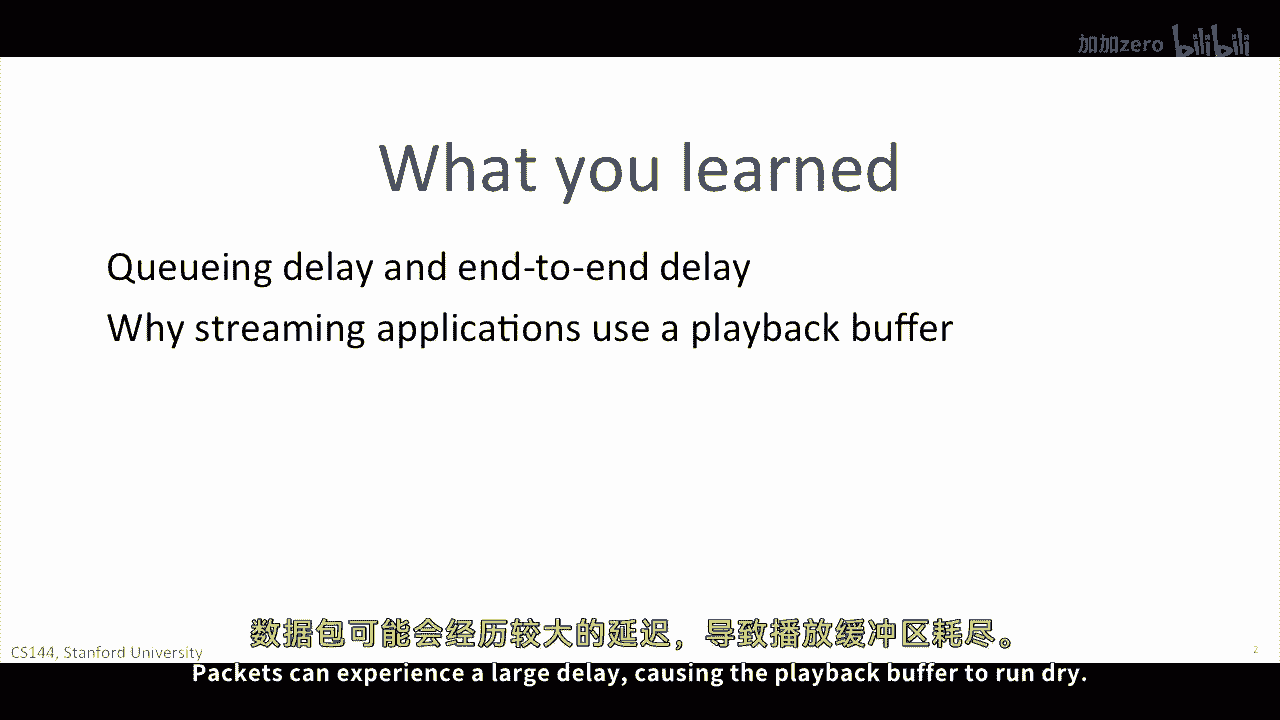 加加zero bilibili
What you learned
Queueing delay and end-to-end delay
Why streaming applications use a playback buffer
数据包可能会经历较大的延迟，导致播放缓冲区耗尽。
CS144, Stanford University
2
Packets can experience a large delay, causing the playback buffer to run dry.